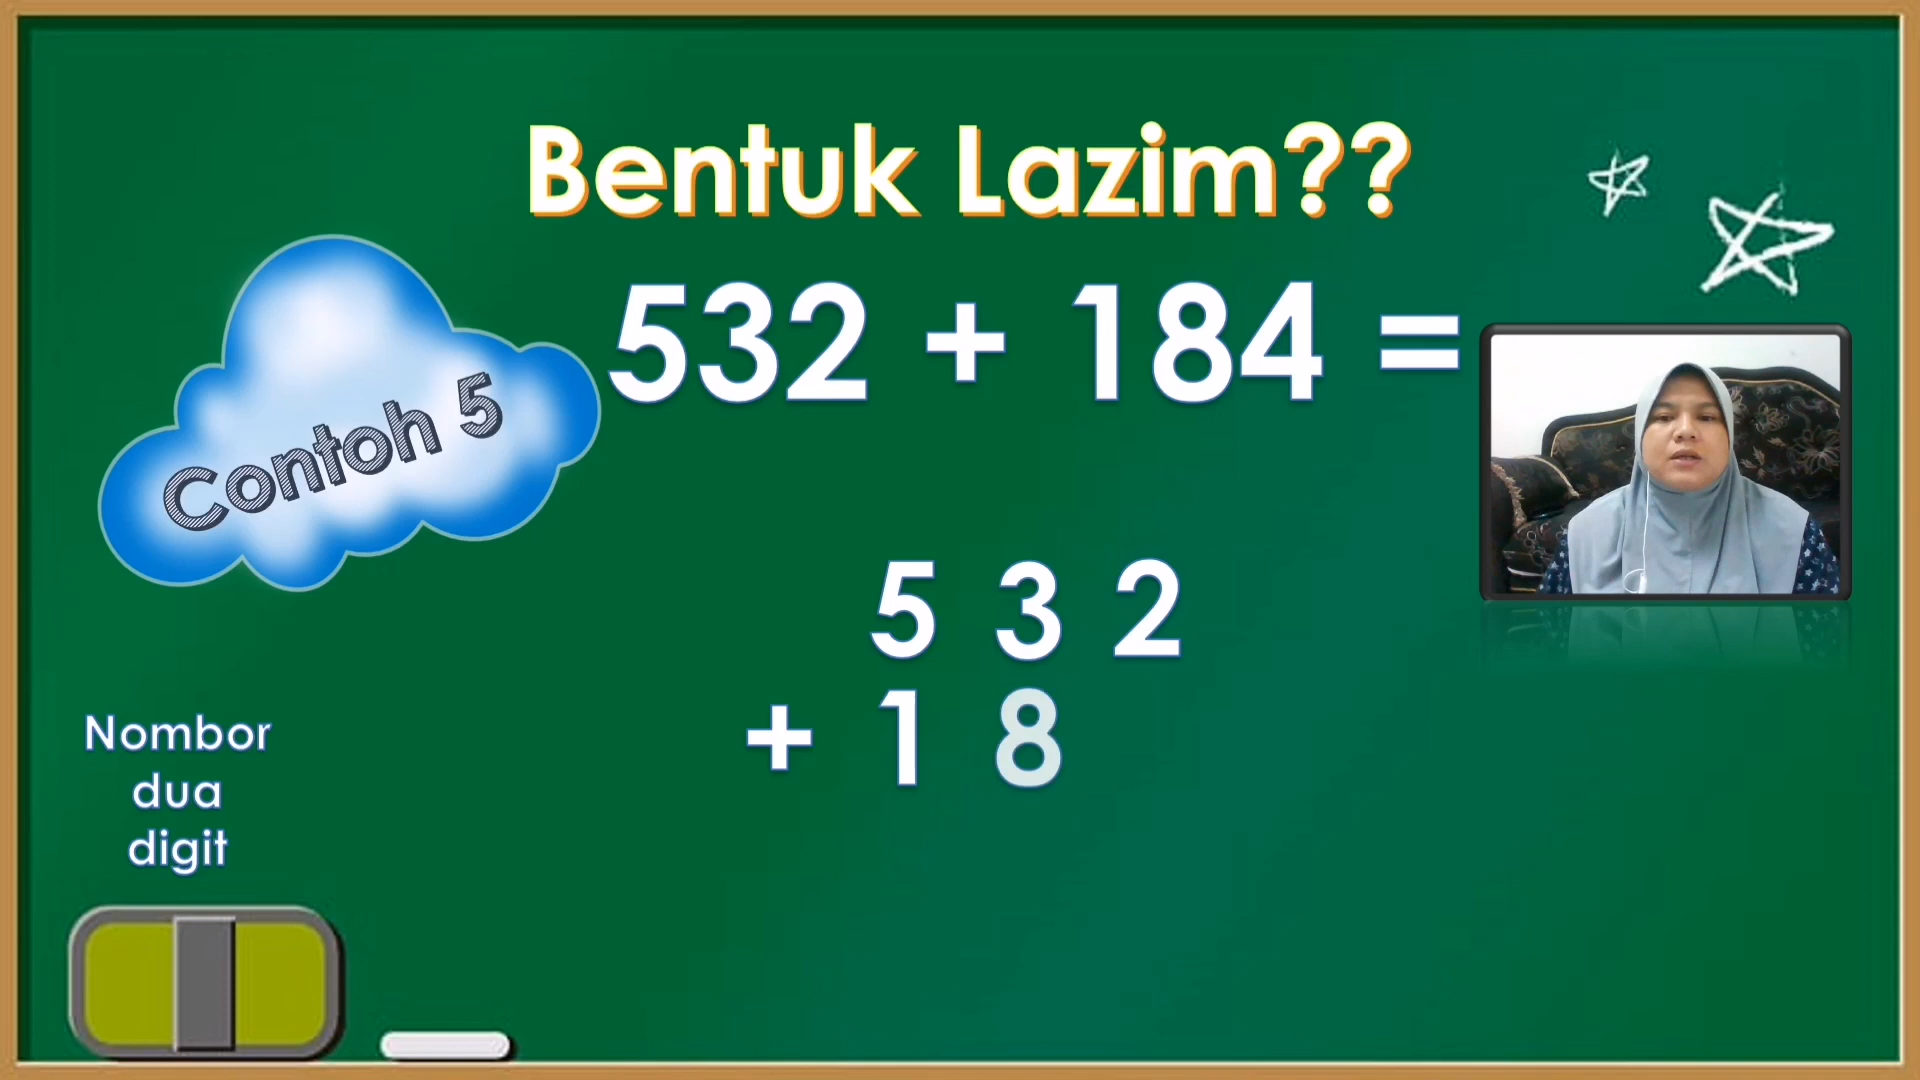 Bentuk Lazim??
532 + 184 =
Contoh 5
5 3 2
+ 1 8
Nombor
dua
digit